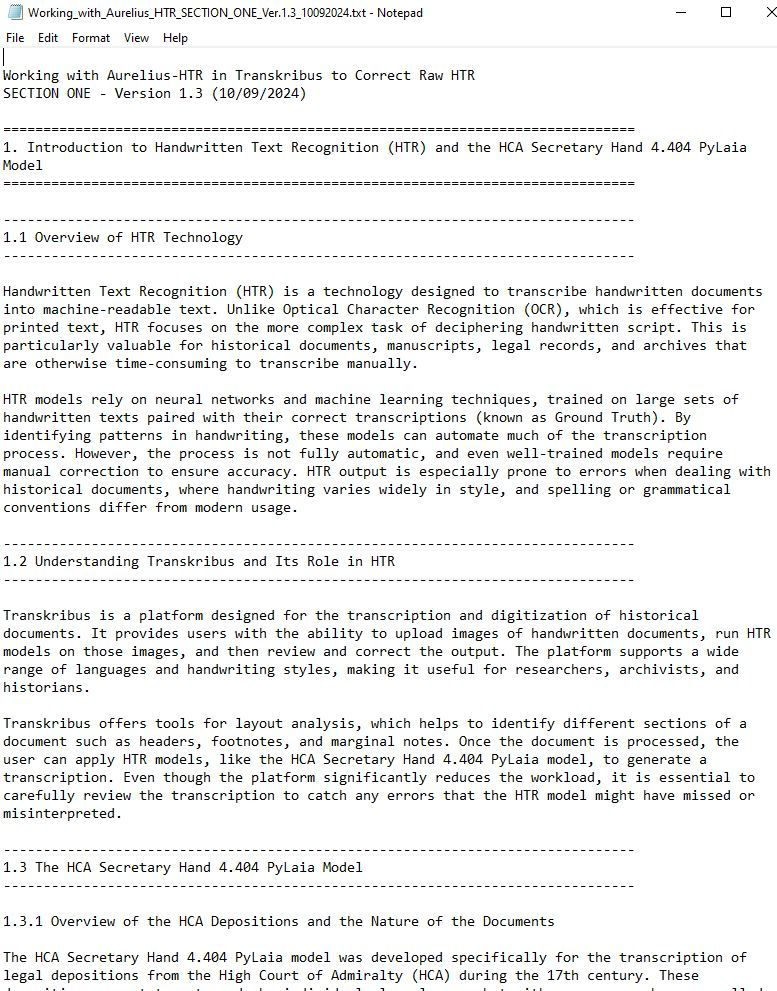 Working_with_Aurelius_HTR_SECTION_ONE_Ver.1.3_10092024.txt - Notepad
File Edit Format View Help
Working with Aurelius-HTR in Transkribus to Correct Raw HTR
SECTION ONE - Version 1.3 (10/09/2024)
======================================================================
1. Introduction to Handwritten Text Recognition (HTR) and the HCA Secretary Hand 4.404 PyLaia
Model
======================================================================
----------------------------------------------------------------------
1.1 Overview of HTR Technology
----------------------------------------------------------------------
Handwritten Text Recognition (HTR) is a technology designed to transcribe handwritten documents
into machine-readable text. Unlike Optical Character Recognition (OCR), which is effective for
printed text, HTR focuses on the more complex task of deciphering handwritten script. This is
particularly valuable for historical documents, manuscripts, legal records, and archives that
are otherwise time-consuming to transcribe manually.
HTR models rely on neural networks and machine learning techniques, trained on large sets of
handwritten texts paired with their correct transcriptions (known as Ground Truth). By
identifying patterns in handwriting, these models can automate much of the transcription
process. However, the process is not fully automatic, and even well-trained models require
manual correction to ensure accuracy. HTR output is especially prone to errors when dealing with
historical documents, where handwriting varies widely in style, and spelling or grammatical
conventions differ from modern usage.
----------------------------------------------------------------------
1.2 Understanding Transkribus and Its Role in HTR
----------------------------------------------------------------------
Transkribus is a platform designed for the transcription and digitization of historical
documents. It provides users with the ability to upload images of handwritten documents, run HTR
models on those images, and then review and correct the output. The platform supports a wide
range of languages and handwriting styles, making it useful for researchers, archivists, and
historians.
Transkribus offers tools for layout analysis, which helps to identify different sections of a
document such as headers, footnotes, and marginal notes. Once the document is processed, the
user can apply HTR models, like the HCA Secretary Hand 4.404 PyLaia model, to generate a
transcription. Even though the platform significantly reduces the workload, it is essential to
carefully review the transcription to catch any errors that the HTR model might have missed or
misinterpreted.
----------------------------------------------------------------------
1.3 The HCA Secretary Hand 4.404 PyLaia Model
----------------------------------------------------------------------
1.3.1 Overview of the HCA Depositions and the Nature of the Documents
The HCA Secretary Hand 4.404 PyLaia model was developed specifically for the transcription of
legal depositions from the High Court of Admiralty (HCA) during the 17th century. These